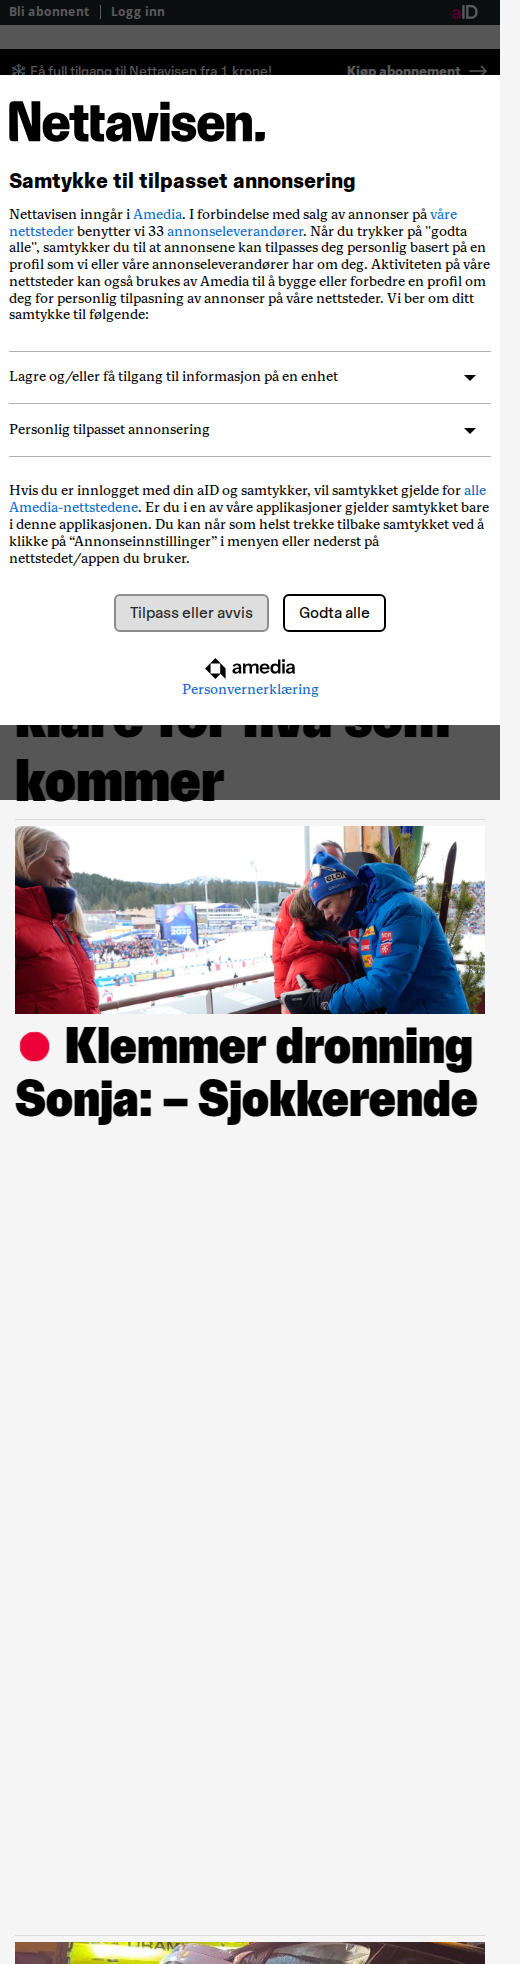 Bli abonnent | Logg inn
aID
Få full tilgang til Nettavisen fra 1 krone!
Kjøp abonnement →
Nettavisen.
Samtykke til tilpasset annonsering
Nettavisen inngår i Amedia. I forbindelse med salg av annonser på våre
nettsteder benytter vi 33 annonseleverandører. Når du trykker på "godta
alle", samtykker du til at annonsene kan tilpasses deg personlig basert på en
profil som vi eller våre annonseleverandører har om deg. Aktiviteten på våre
nettsteder kan også brukes av Amedia til å bygge eller forbedre en profil om
deg for personlig tilpasning av annonser på våre nettsteder. Vi ber om ditt
samtykke til følgende:
Lagre og/eller få tilgang til informasjon på en enhet
Personlig tilpasset annonsering
Hvis du er innlogget med din aID og samtykker, vil samtykket gjelde for alle
Amedia-nettstedene. Er du i en av våre applikasjoner gjelder samtykket bare
i denne applikasjonen. Du kan når som helst trekke tilbake samtykket ved å
klikke på “Annonseinnstillinger” i menyen eller nederst på
nettstedet/appen du bruker.
Tilpass eller avvis
Godta alle
amedia
Personvernerklæring
klare for hva som
kommer
2025
Klemmer dronning
Sonja: – Sjokkerende